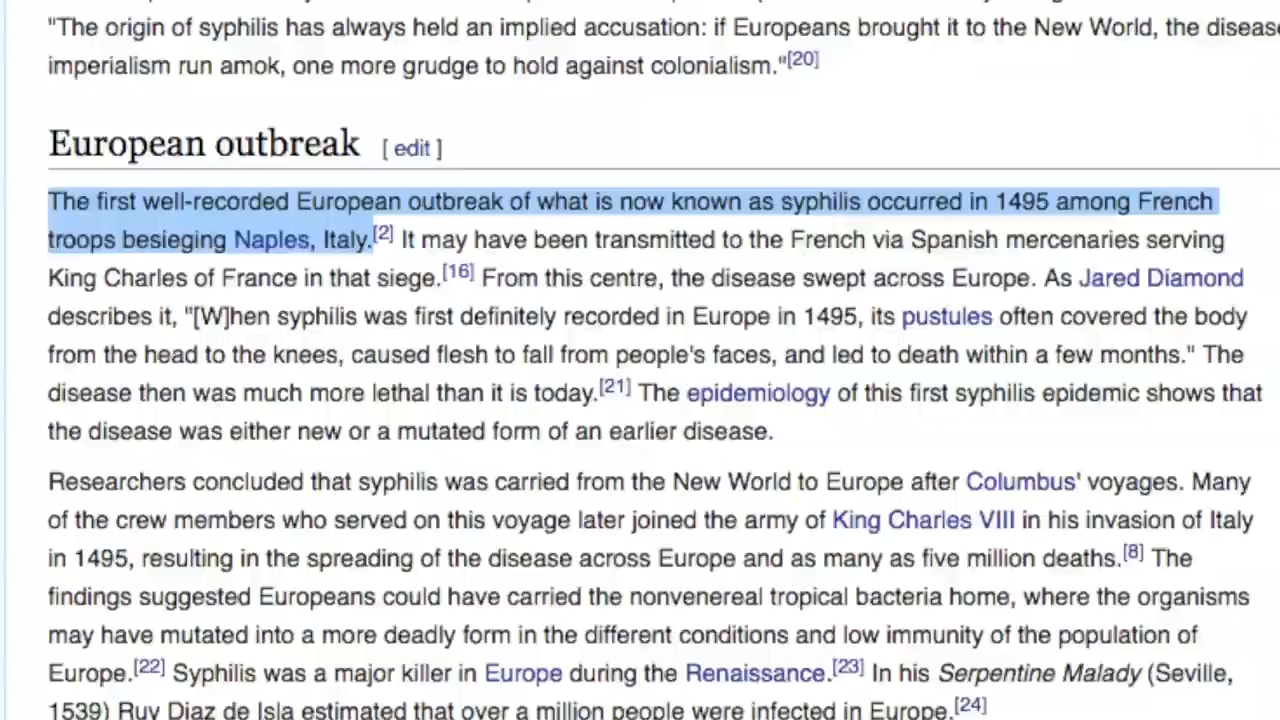 "The origin of syphilis has always held an implied accusation: if Europeans brought it to the New World, the disease
imperialism run amok, one more grudge to hold against colonialism."[20]
European outbreak [ edit ]
The first well-recorded European outbreak of what is now known as syphilis occurred in 1495 among French
troops besieging Naples, Italy.[2] It may have been transmitted to the French via Spanish mercenaries serving
King Charles of France in that siege.[16] From this centre, the disease swept across Europe. As Jared Diamond
describes it, "[W]hen syphilis was first definitely recorded in Europe in 1495, its pustules often covered the body
from the head to the knees, caused flesh to fall from people's faces, and led to death within a few months." The
disease then was much more lethal than it is today.[21] The epidemiology of this first syphilis epidemic shows that
the disease was either new or a mutated form of an earlier disease.
Researchers concluded that syphilis was carried from the New World to Europe after Columbus' voyages. Many
of the crew members who served on this voyage later joined the army of King Charles VIII in his invasion of Italy
in 1495, resulting in the spreading of the disease across Europe and as many as five million deaths.[8] The
findings suggested Europeans could have carried the nonvenereal tropical bacteria home, where the organisms
may have mutated into a more deadly form in the different conditions and low immunity of the population of
Europe.[22] Syphilis was a major killer in Europe during the Renaissance.[23] In his Serpentine Malady (Seville,
1539) Ruy Diaz de Isla estimated that over a million people were infected in Europe.[24]